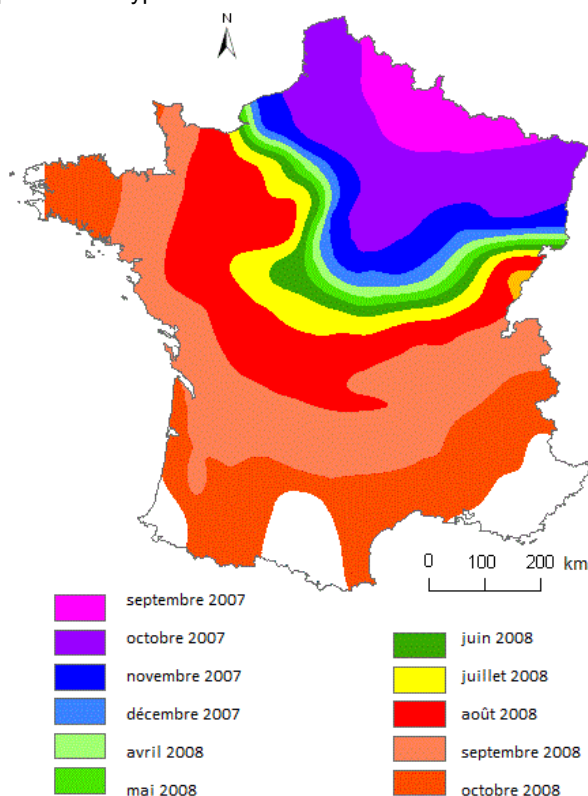 N
0 100 200 km
septembre 2007
octobre 2007
novembre 2007
décembre 2007
avril 2008
mai 2008
juin 2008
juillet 2008
août 2008
septembre 2008
octobre 2008